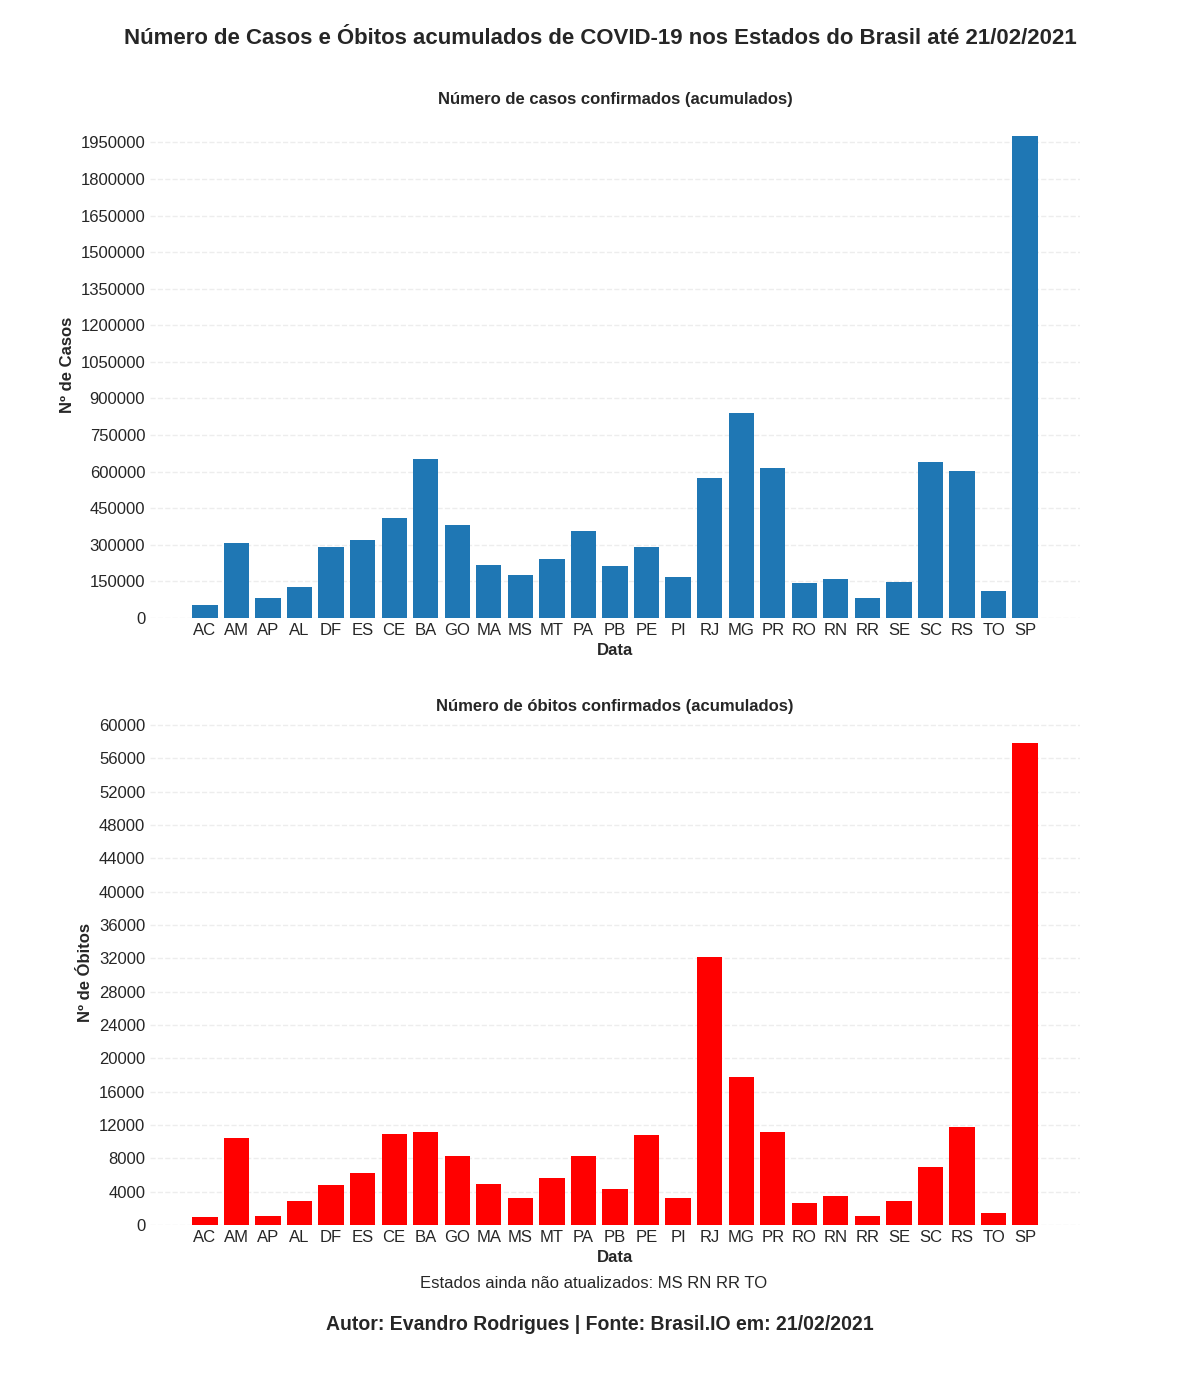 Número de Casos e Óbitos acumulados de COVID-19 nos Estados do Brasil até 21/02/2021
Número de casos confirmados (acumulados)
1950000
1800000
1650000
1500000
1350000
1200000
1050000
900000
750000
600000
450000
300000
150000
0
Nº de Casos
AC AM AP AL DF ES CE BA GO MA MS MT PA PB PE PI RJ MG PR RO RN RR SE SC RS TO SP
Data
Número de óbitos confirmados (acumulados)
60000
56000
52000
48000
44000
40000
36000
32000
28000
24000
20000
16000
12000
8000
4000
0
Nº de Óbitos
AC AM AP AL DF ES CE BA GO MA MS MT PA PB PE PI RJ MG PR RO RN RR SE SC RS TO SP
Data
Estados ainda não atualizados: MS RN RR TO
Autor: Evandro Rodrigues | Fonte: Brasil.IO em: 21/02/2021